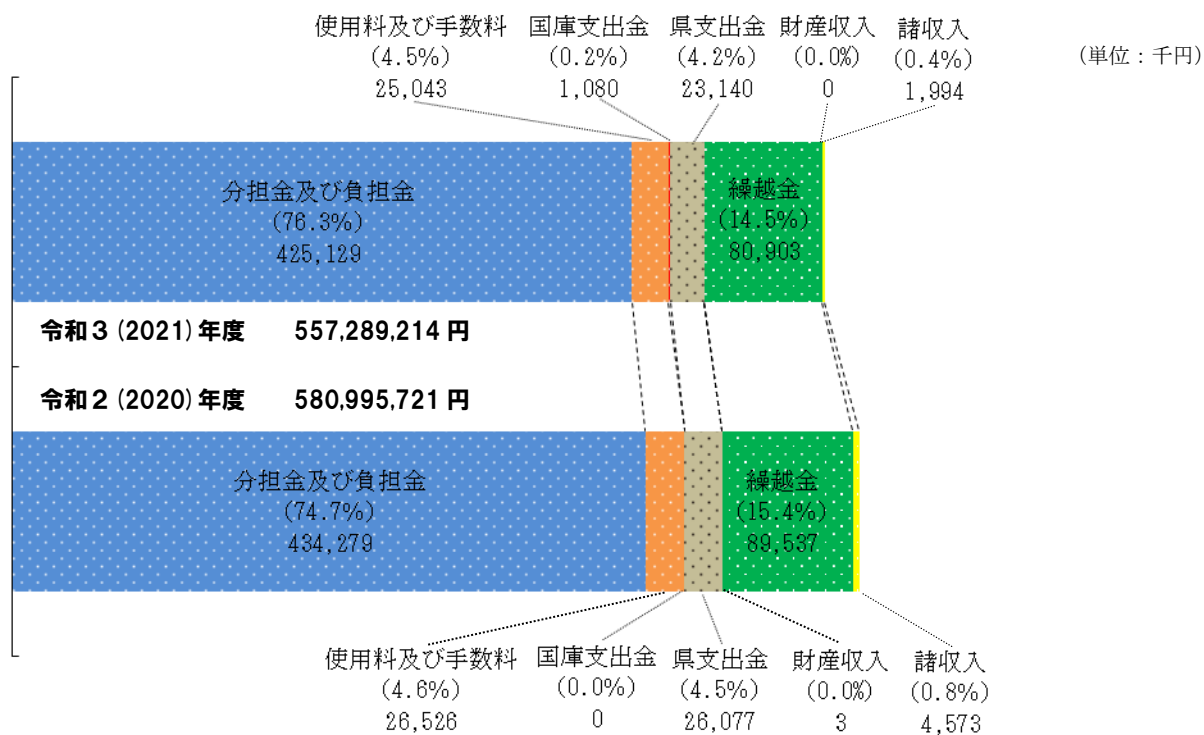 使用料及び手数料 国庫支出金 県支出金 財産収入 諸収入
(4.5%) (0.2%) (4.2%) (0.0%) (0.4%) (単位：千円)
25,043 1,080 23,140 0 1,994
分担金及び負担金 繰越金
(76.3%) (14.5%)
425,129 80,903
令和3(2021)年度 557,289,214円
令和2(2020)年度 580,995,721円
分担金及び負担金 繰越金
(74.7%) (15.4%)
434,279 89,537
使用料及び手数料 国庫支出金 県支出金 財産収入 諸収入
(4.6%) (0.0%) (4.5%) (0.0%) (0.8%)
26,526 0 26,077 3 4,573